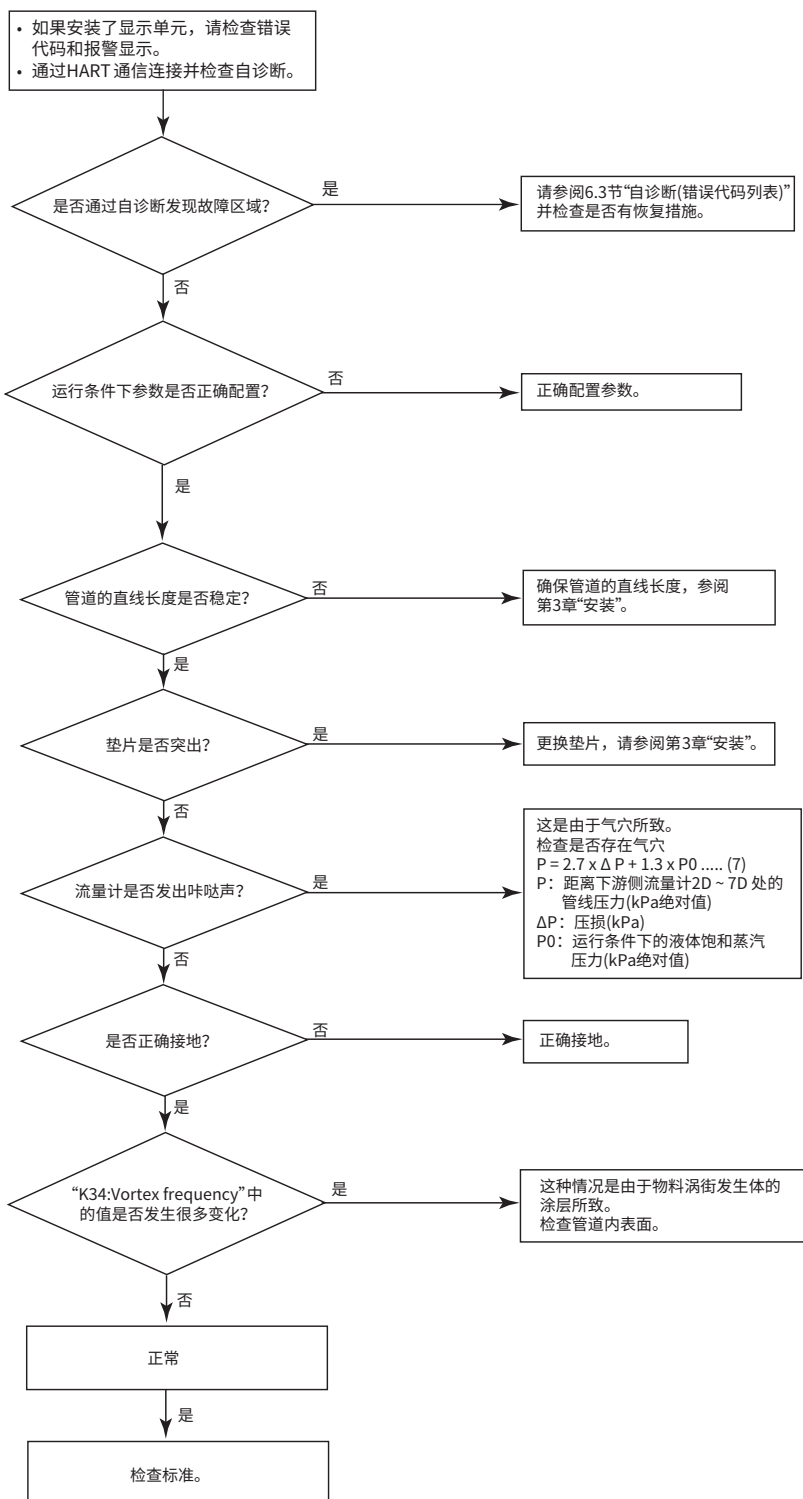 • 如果安装了显示单元，请检查错误
代码和报警显示。
• 通过HART 通信连接并检查自诊断。
是否通过自诊断发现故障区域？
是
请参阅6.3节“自诊断(错误代码列表)”
并检查是否有恢复措施。
否
运行条件下参数是否正确配置？
否
正确配置参数。
是
管道的直线长度是否稳定？
否
确保管道的直线长度，参阅
第3章“安装”。
是
垫片是否突出？
是
更换垫片，请参阅第3章“安装”。
否
流量计是否发出咔哒声？
是
这是由于气穴所致。
检查是否存在气穴
P = 2.7 x Δ P + 1.3 x P0 ..... (7)
P：距离下游侧流量计2D ~ 7D 处的
管线压力(kPa绝对值)
ΔP：压损(kPa)
P0：运行条件下的液体饱和蒸汽
压力(kPa绝对值)
否
是否正确接地？
否
正确接地。
是
“K34:Vortex frequency”中
的值是否发生很多变化？
是
这种情况是由于物料涡街发生体的
涂层所致。
检查管道内表面。
否
正常
是
检查标准。